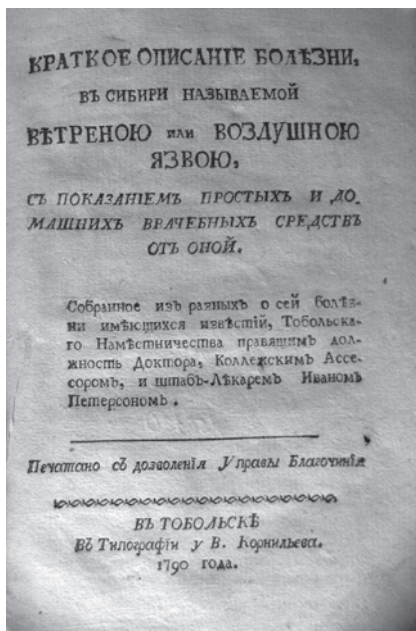 КРАТКОЕ ОПИСАНІЕ БОЛѢЗНИ,
ВЪ СИБИРИ НАЗЫВАЕМОЙ
ВѢТРЕНОЮ или ВОЗДУШНОЮ
ЯЗВОЮ,
СЪ ПОКАЗАНІЕМЪ ПРОСТЫХЪ И ДО-
МАШНИХЪ ВРАЧЕБНЫХЪ СРЕДСТВЪ
ОТЪ ОНОЙ.
Собранное изъ разныхъ о сей болѣз-
ни имѣющихся извѣстій, Тобольска-
го Намѣстничества правящимъ дол-
жность Доктора, Коллежскимъ Ассе-
соромъ, и штабъ-Лѣкаремъ Иваномъ
Петерсономъ.
Печатано съ дозволенія Управы Благочинія
ВЪ ТОБОЛЬСКѢ
Въ Типографіи у В. Корнильева.
1790 года.